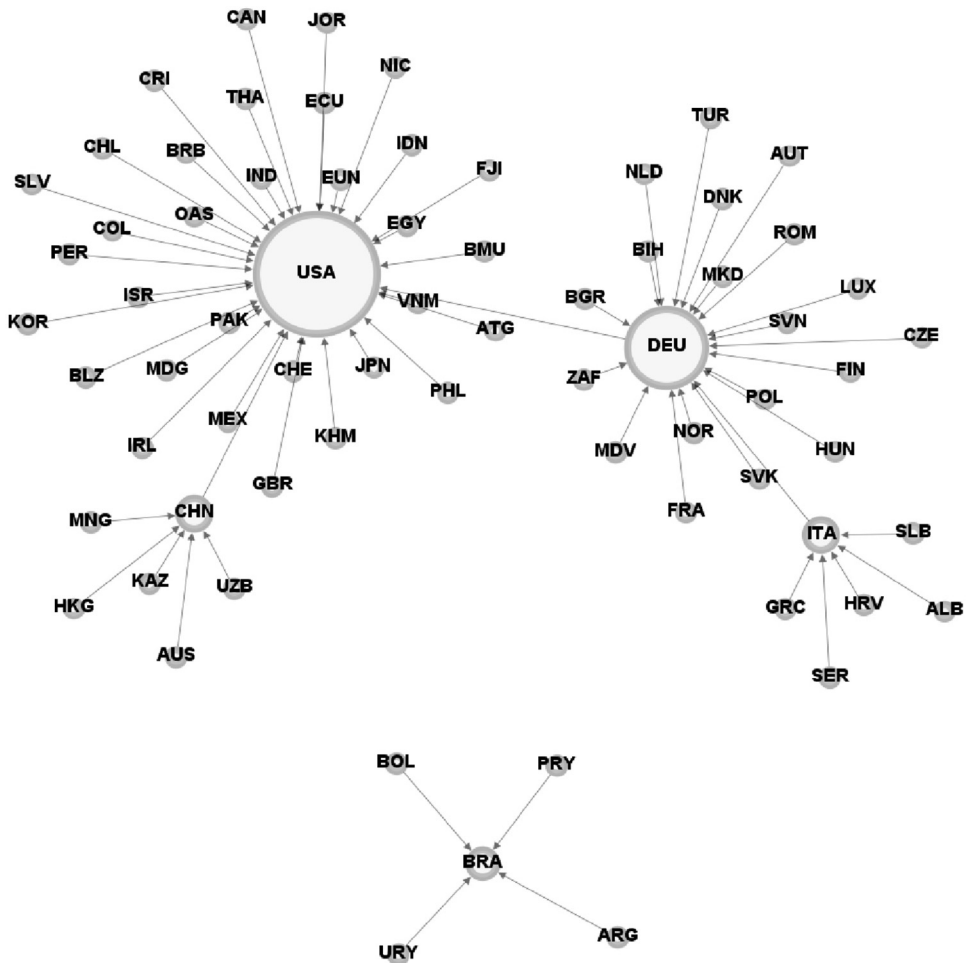 CAN
JOR
NIC
CRI
THA
ECU
TUR
CHL
BRB
IDN
AUT
NLD
FJI
SLV
IND
EUN
DNK
OAS
EGY
COL
ROM
PER
BMU
BIH
USA
MKD
LUX
ISR
VNM
BGR
KOR
PAK
ATG
SVN
CZE
DEU
BLZ
MDG
CHE
JPN
ZAF
FIN
PHL
POL
MEX
NOR
IRL
KHM
MDV
HUN
GBR
SVK
MNG
CHN
FRA
ITA
SLB
KAZ
UZB
HKG
GRC
HRV
ALB
AUS
SER
BOL
PRY
BRA
URY
ARG